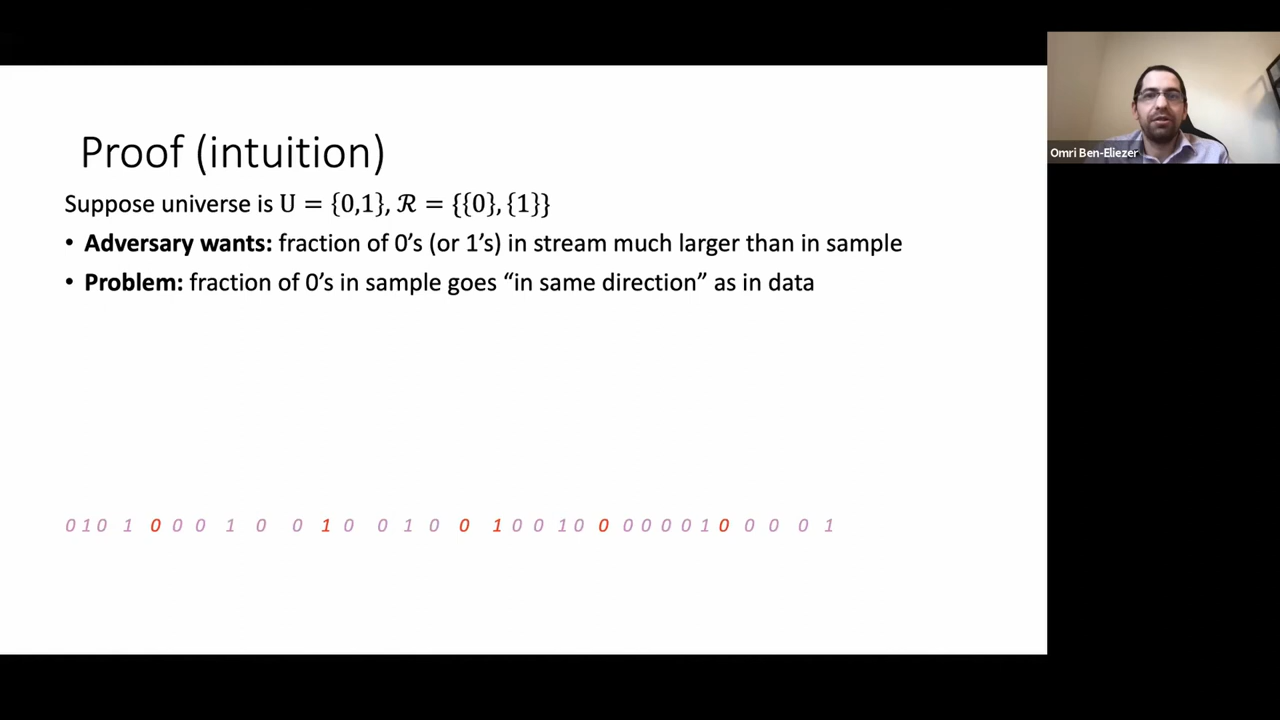 Proof (intuition)
Suppose universe is U = {0,1}, ℛ = {{0}, {1}}
• Adversary wants: fraction of 0's (or 1's) in stream much larger than in sample
• Problem: fraction of 0's in sample goes “in same direction” as in data
0 1 0 1 0 0 0 1 0 0 1 0 0 1 0 0 1 0 0 1 0 0 0 0 0 0 1 0 0 0 0 1
Omri Ben-Eliezer